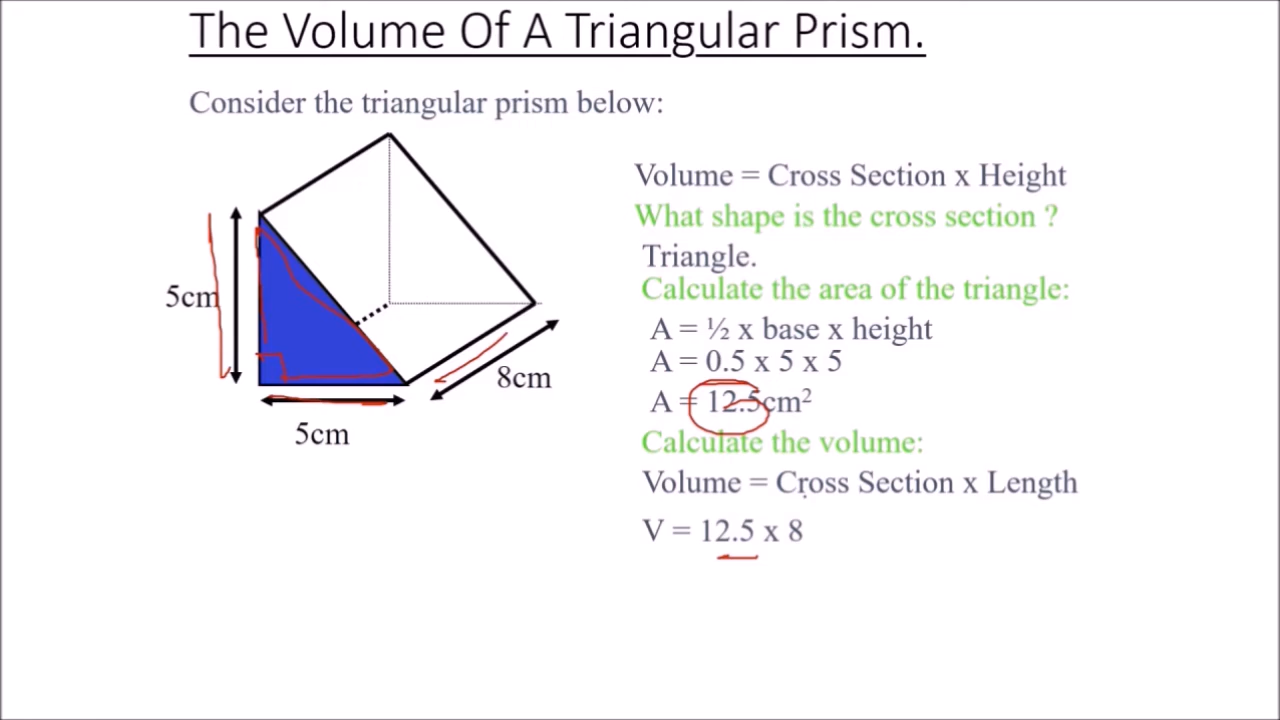 The Volume Of A Triangular Prism.
Consider the triangular prism below:
Volume = Cross Section x Height
What shape is the cross section ?
Triangle.
Calculate the area of the triangle:
A = ½ x base x height
A = 0.5 x 5 x 5
A = 12.5cm²
Calculate the volume:
Volume = Cross Section x Length
V = 12.5 x 8
5cm
8cm
5cm